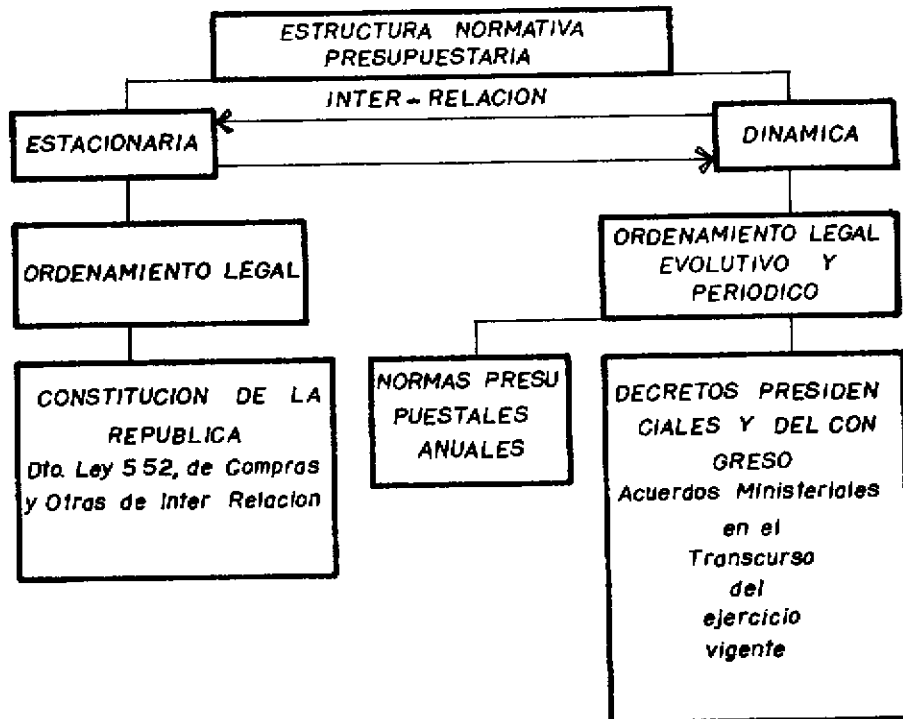 ESTRUCTURA NORMATIVA
PRESUPUESTARIA
INTER-RELACION
ESTACIONARIA
DINAMICA
ORDENAMIENTO LEGAL
ORDENAMIENTO LEGAL
EVOLUTIVO Y
PERIODICO
CONSTITUCION DE LA
REPUBLICA
Dto. Ley 552, de Compras
y Otras de Inter Relacion
NORMAS PRESU
PUESTALES
ANUALES
DECRETOS PRESIDEN
CIALES Y DEL CON
GRESO
Acuerdos Ministeriales
en el
Transcurso
del
ejercicio
vigente